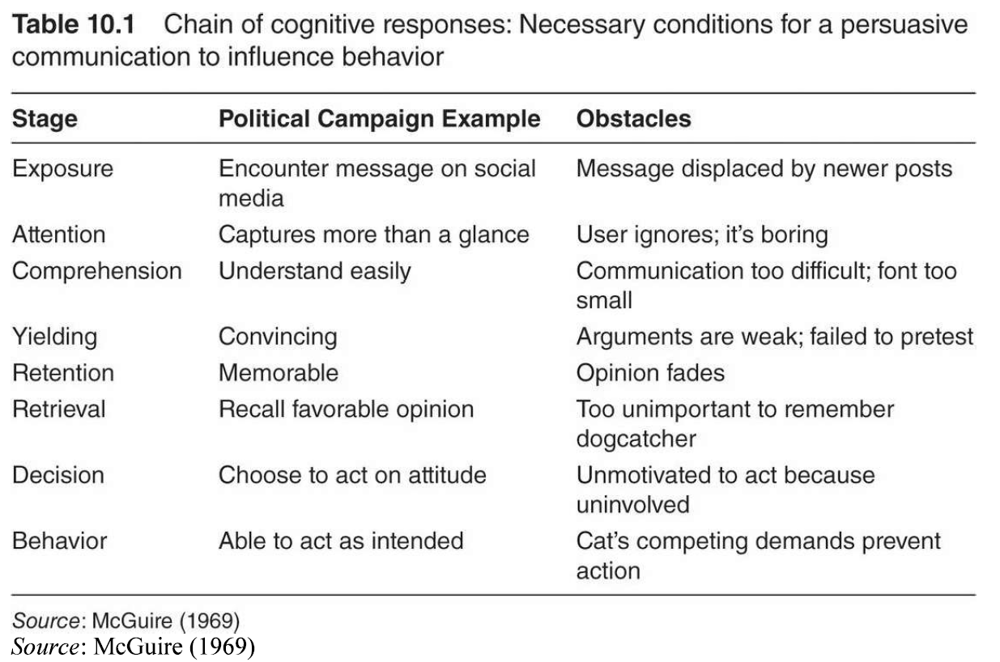 Table 10.1 Chain of cognitive responses: Necessary conditions for a persuasive
communication to influence behavior
Stage Political Campaign Example Obstacles
Exposure Encounter message on social Message displaced by newer posts
media
Attention Captures more than a glance User ignores; it's boring
Comprehension Understand easily Communication too difficult; font too
small
Yielding Convincing Arguments are weak; failed to pretest
Retention Memorable Opinion fades
Retrieval Recall favorable opinion Too unimportant to remember
dogcatcher
Decision Choose to act on attitude Unmotivated to act because
uninvolved
Behavior Able to act as intended Cat's competing demands prevent
action
Source: McGuire (1969)
Source: McGuire (1969)